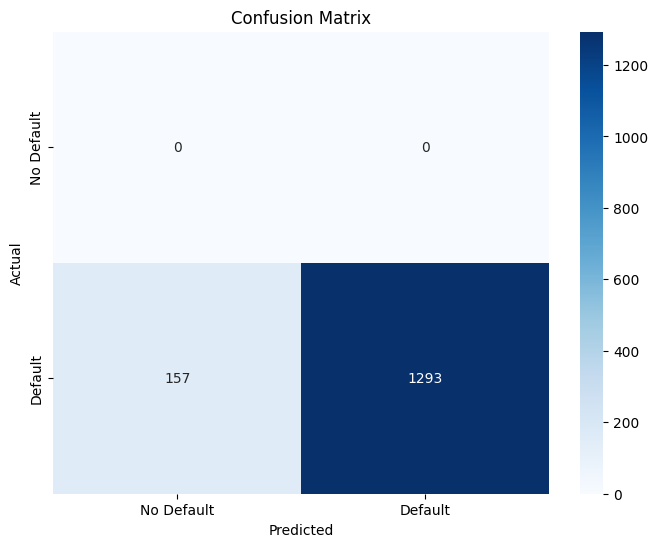 Confusion Matrix
No Default
0
0
1200
1000
800
600
400
200
0
Actual
Default
157
1293
No Default
Default
Predicted